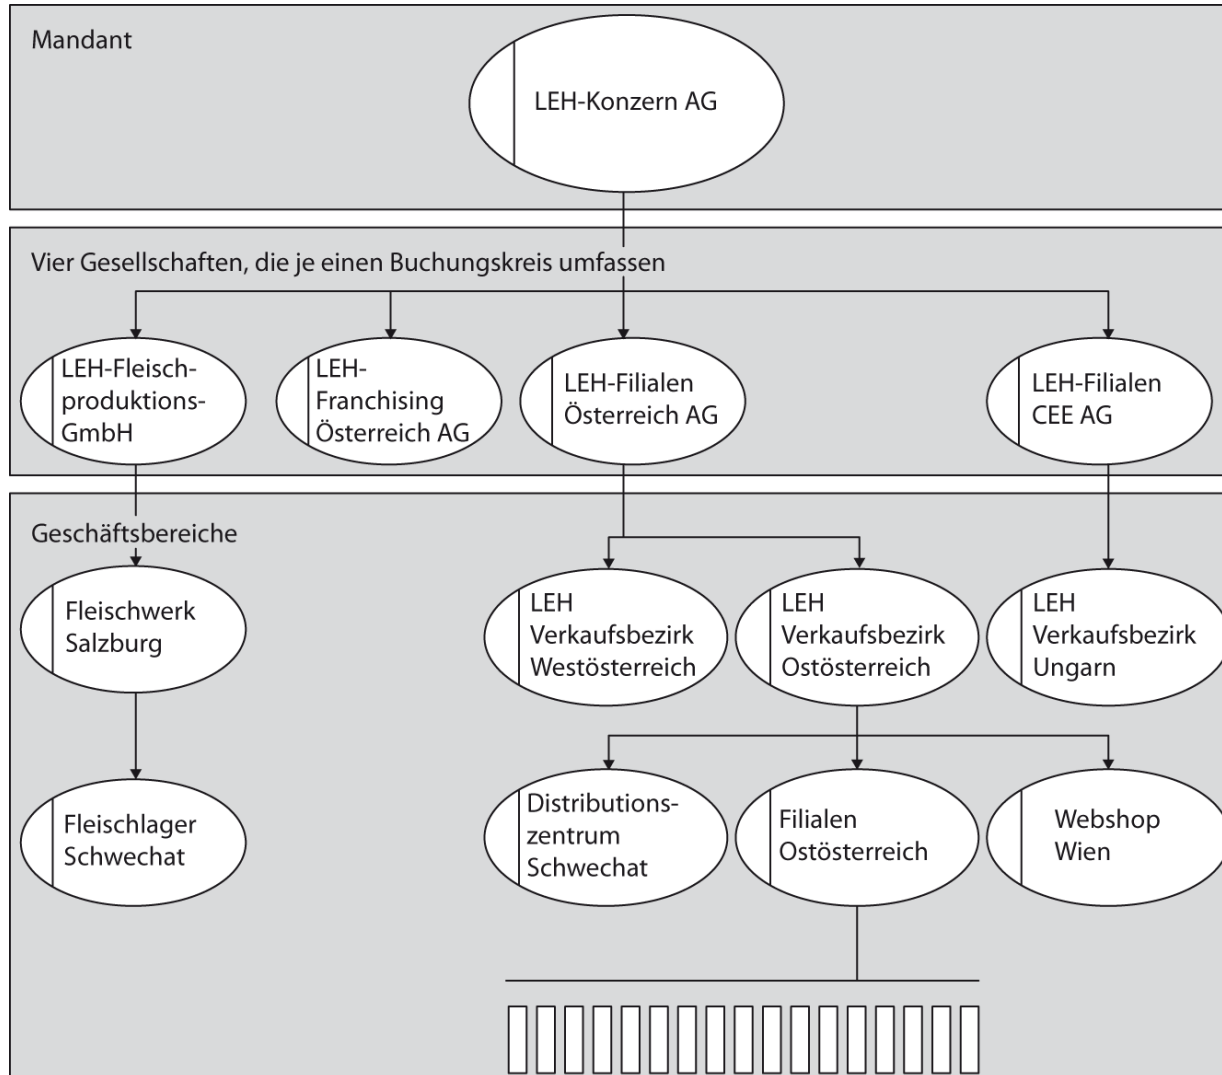 Mandant
LEH-Konzern AG
Vier Gesellschaften, die je einen Buchungskreis umfassen
LEH-Fleisch-
produktions-
GmbH
LEH-
Franchising
Österreich AG
LEH-Filialen
Österreich AG
LEH-Filialen
CEE AG
Geschäftsbereiche
Fleischwerk
Salzburg
LEH
Verkaufsbezirk
Westösterreich
LEH
Verkaufsbezirk
Ostösterreich
LEH
Verkaufsbezirk
Ungarn
Fleischlager
Schwechat
Distributions-
zentrum
Schwechat
Filialen
Ostösterreich
Webshop
Wien